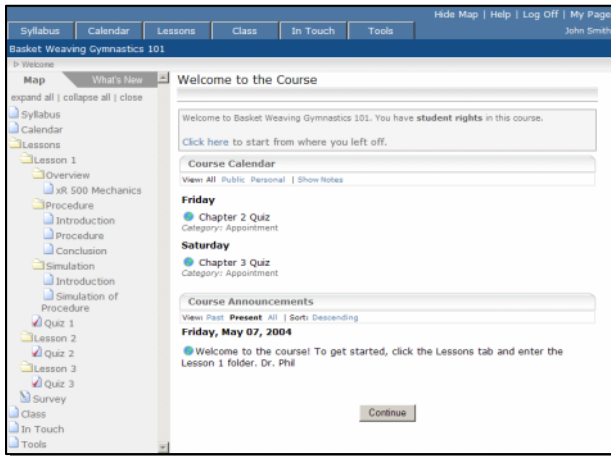 Hide Map | Help | Log Off | My Page
Syllabus Calendar Lessons Class In Touch Tools
John Smith
Basket Weaving Gymnastics 101
Welcome
Map What's New
expand all | collapse all | close
Syllabus
Calendar
Lessons
Lesson 1
Overview
xR 500 Mechanics
Procedure
Introduction
Procedure
Conclusion
Simulation
Introduction
Simulation of
Procedure
Quiz 1
Lesson 2
Quiz 2
Lesson 3
Quiz 3
Survey
Class
In Touch
Tools
Welcome to the Course
Welcome to Basket Weaving Gymnastics 101. You have student rights in this course.
Click here to start from where you left off.
Course Calendar
View: All Public Personal | Show Notes
Friday
Chapter 2 Quiz
Category: Appointment
Saturday
Chapter 3 Quiz
Category: Appointment
Course Announcements
View: Past Present All | Sort: Descending
Friday, May 07, 2004
Welcome to the course! To get started, click the Lessons tab and enter the
Lesson 1 folder. Dr. Phil
Continue